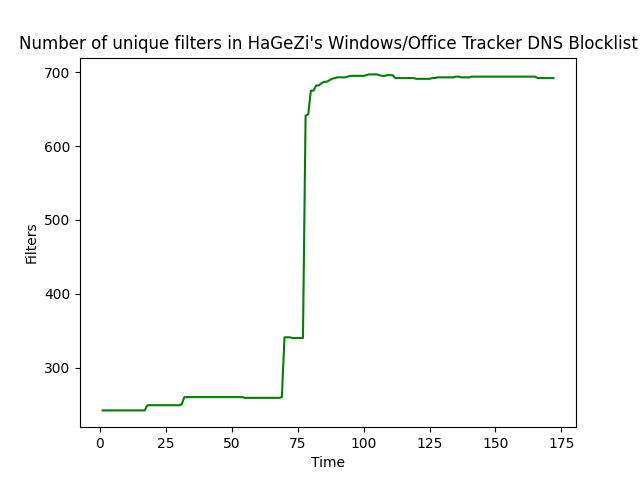 Number of unique filters in HaGeZi's Windows/Office Tracker DNS Blocklist
700
600
500
400
300
Filters
0 25 50 75 100 125 150 175
Time